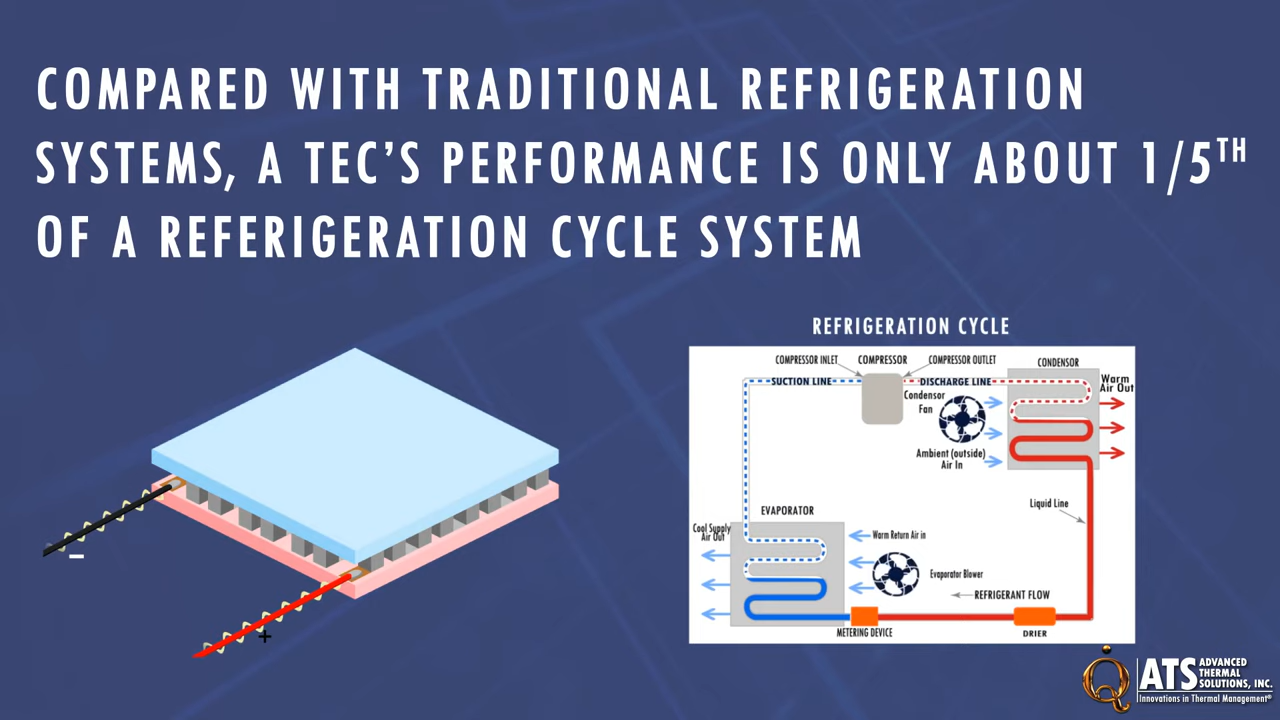 COMPARED WITH TRADITIONAL REFRIGERATION
SYSTEMS, A TEC'S PERFORMANCE IS ONLY ABOUT 1/5TH
OF A REFERIGERATION CYCLE SYSTEM
REFRIGERATION CYCLE
COMPRESSOR INLET
COMPRESSOR
COMPRESSOR OUTLET
CONDENSOR
SUCTION LINE
DISCHARGE LINE
Warm
Air Out
Condensor
Fan
Ambient (outside)
Air In
Liquid Line
EVAPORATOR
Cool Supply
Air Out
Warm Return Air in
Evaporator Blower
REFRIGERANT FLOW
METERING DEVICE
DRIER
−
+
Q
ATS
ADVANCED
THERMAL
SOLUTIONS, INC.
Innovations in Thermal Management®